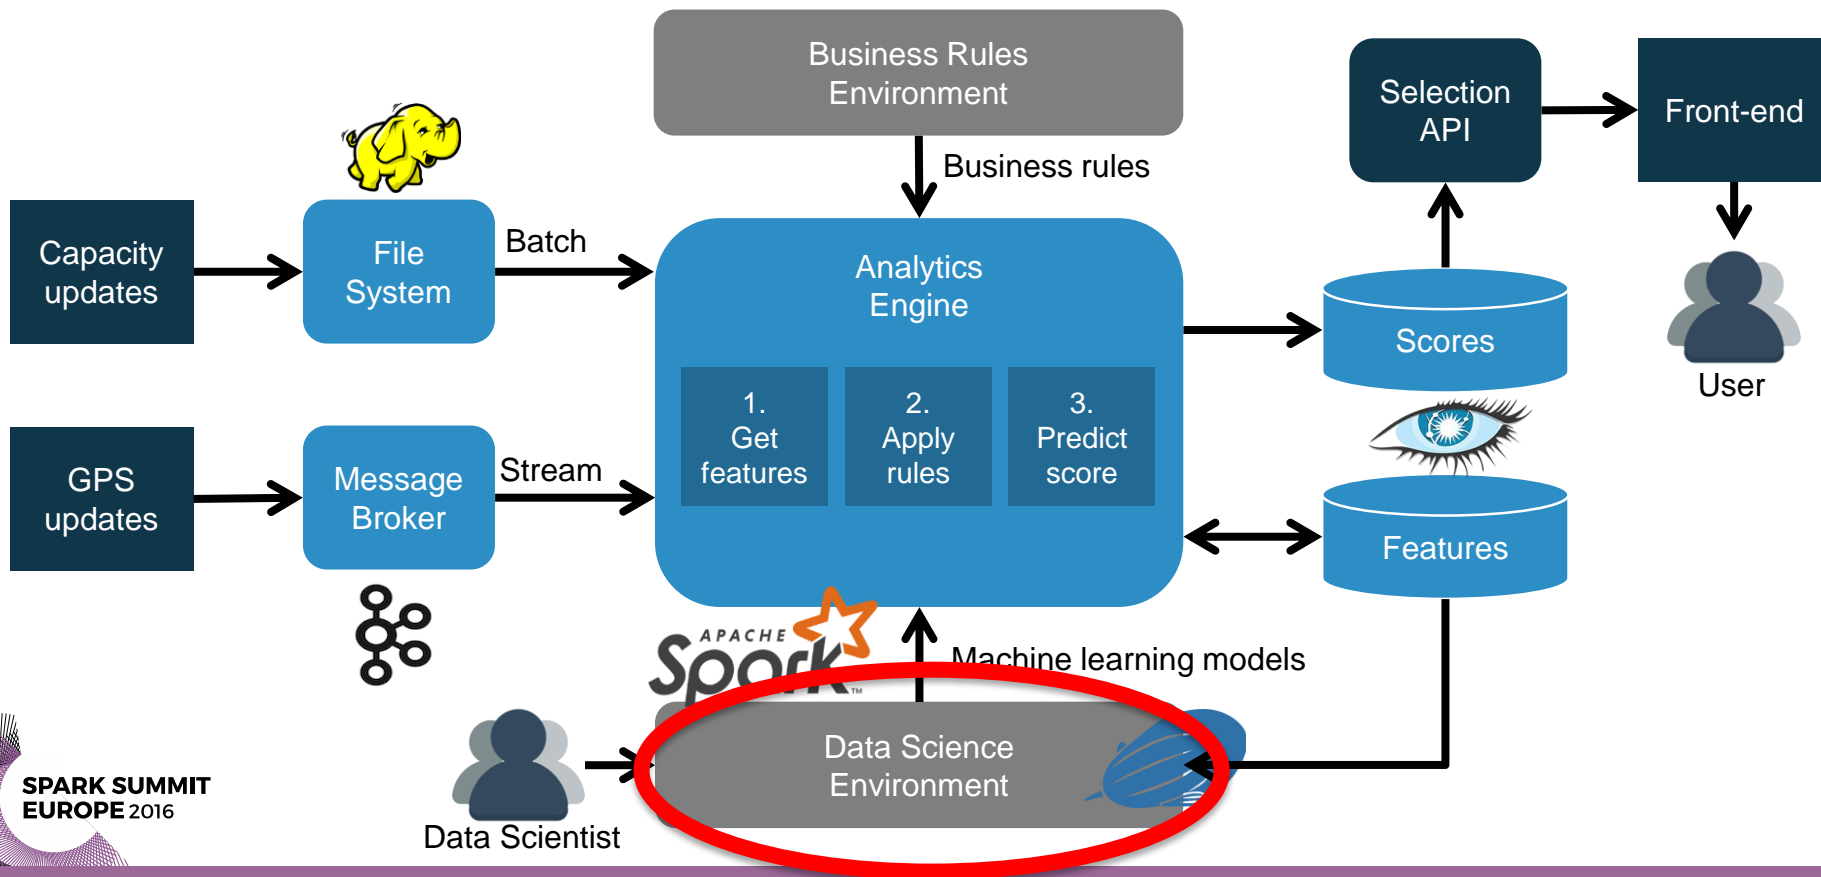 Business Rules
Environment
Business rules
Selection
API
Front-end
User
Capacity
updates
File
System
Batch
Analytics
Engine
1.
Get
features
2.
Apply
rules
3.
Predict
score
Scores
GPS
updates
Message
Broker
Stream
Features
APACHE
Spark™
Machine learning models
Data Science
Environment
Data Scientist
SPARK SUMMIT
EUROPE 2016